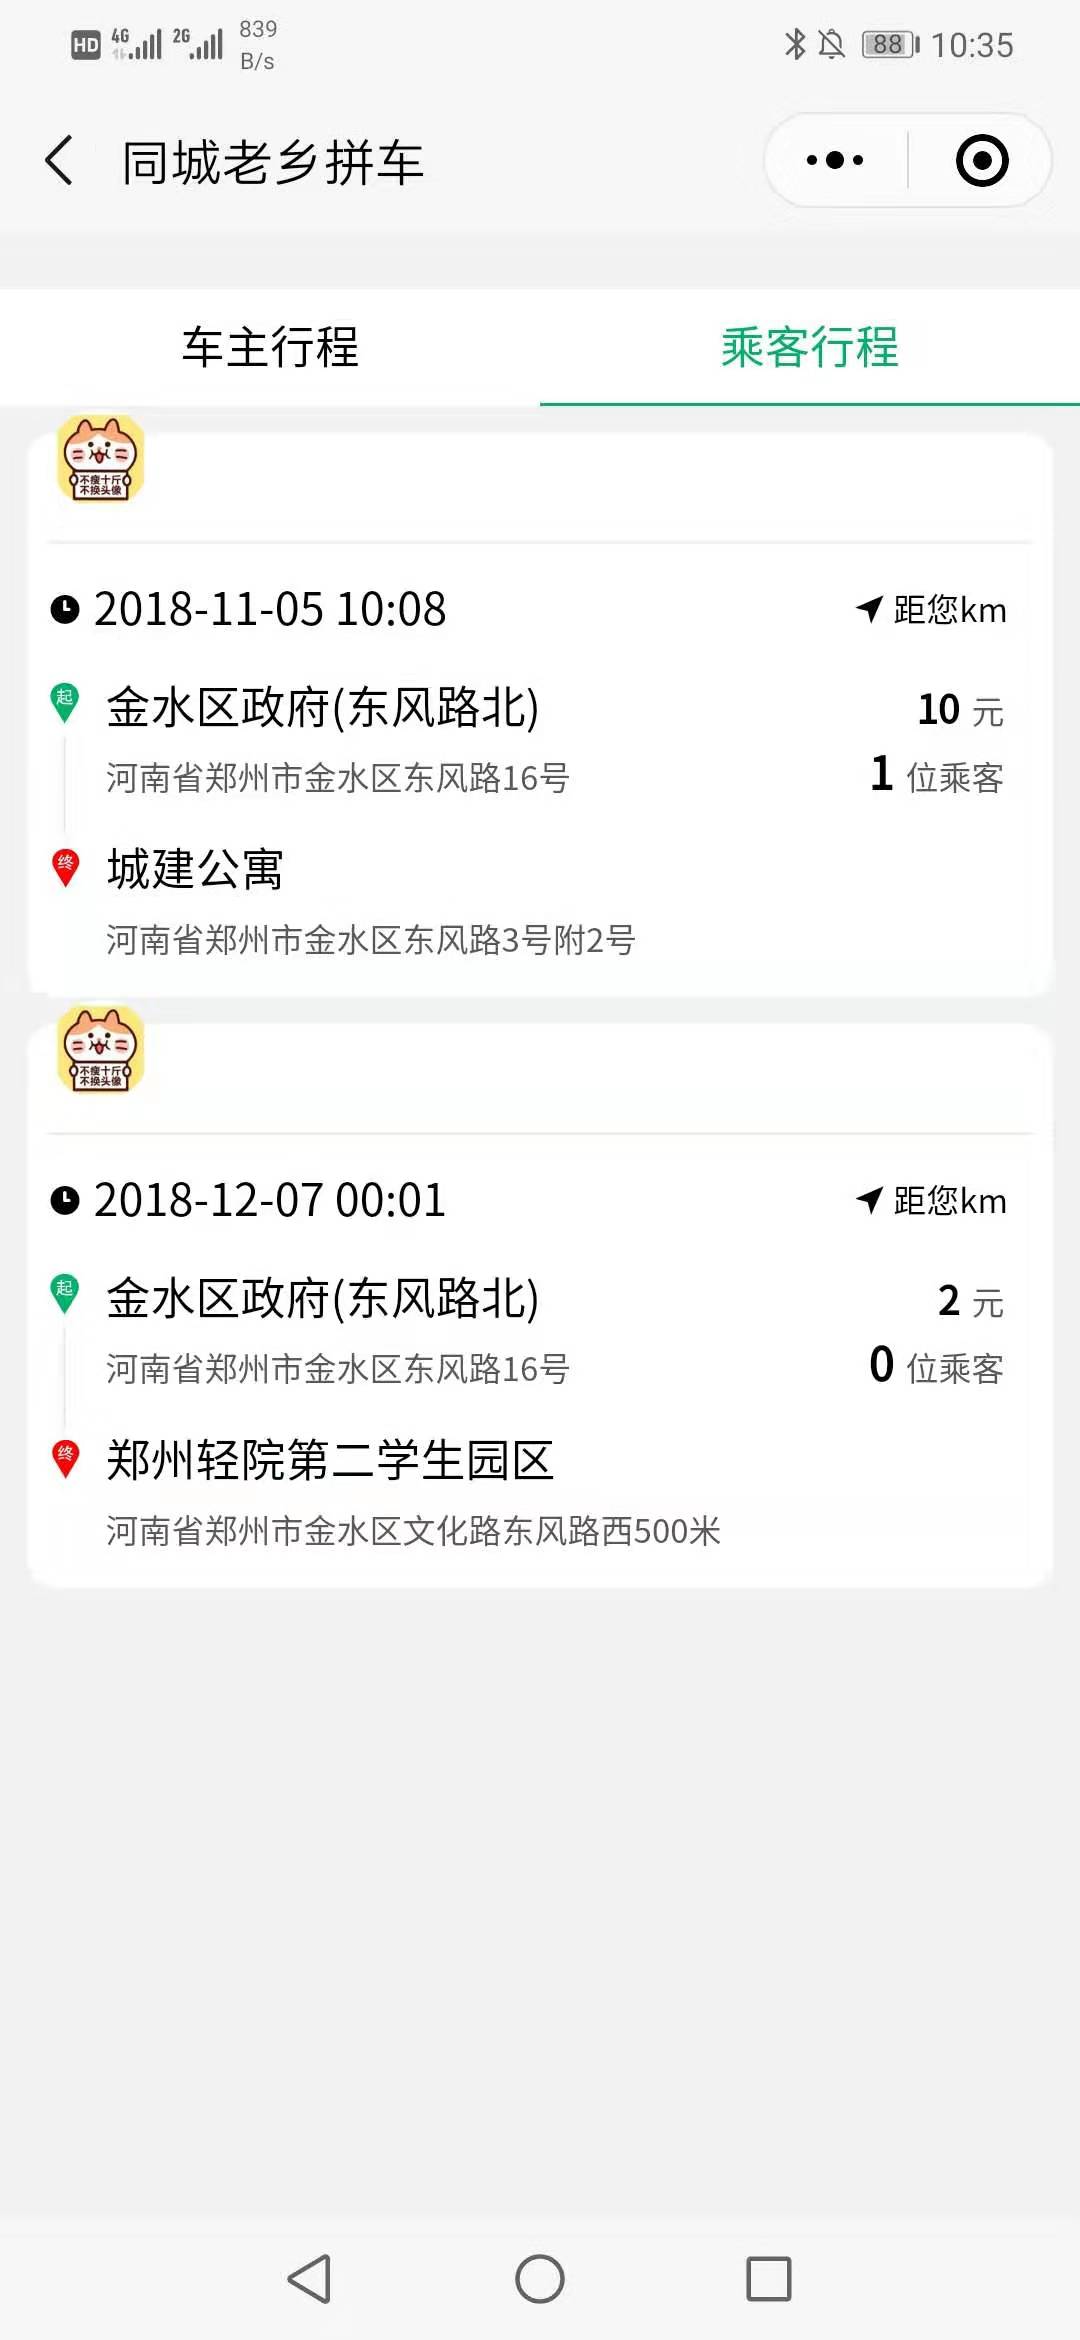 HD 4G 2G 839 B/s 88 10:35
同城老乡拼车
车主行程 乘客行程
不瘦十斤
不换头像
2018-11-05 10:08 距您km
起 金水区政府(东风路北) 10 元
河南省郑州市金水区东风路16号 1 位乘客
终 城建公寓
河南省郑州市金水区东风路3号附2号
不瘦十斤
不换头像
2018-12-07 00:01 距您km
起 金水区政府(东风路北) 2 元
河南省郑州市金水区东风路16号 0 位乘客
终 郑州轻院第二学生园区
河南省郑州市金水区文化路东风路西500米